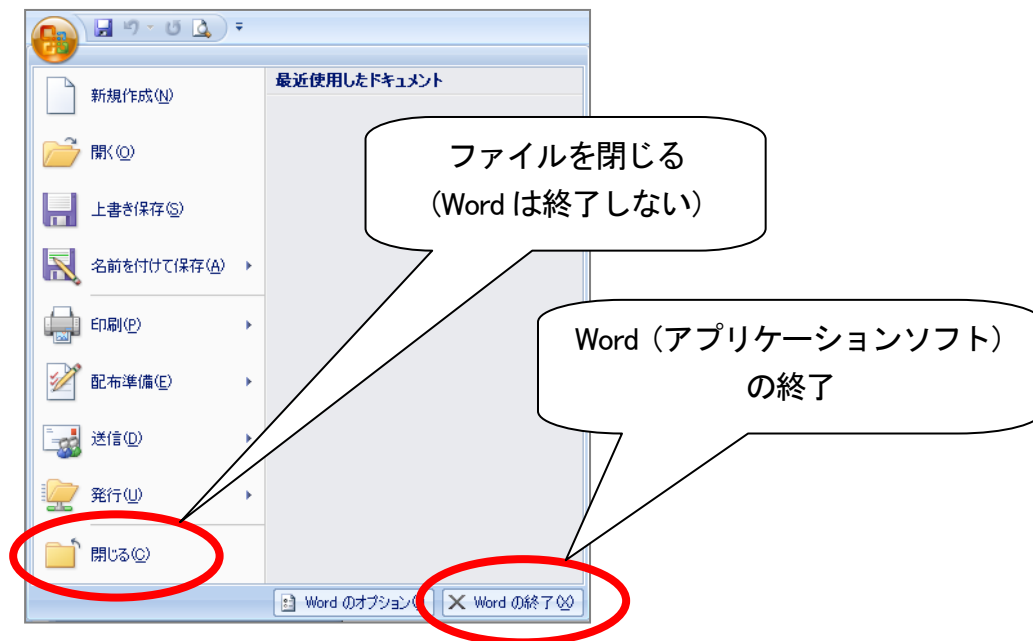 最近使用したドキュメント
新規作成(N)
開く(O)
上書き保存(S)
名前を付けて保存(A)
印刷(P)
配布準備(E)
送信(D)
発行(U)
閉じる(C)
ファイルを閉じる
(Word は終了しない)
Word(アプリケーションソフト)
の終了
Word のオプション(
Word の終了(X)